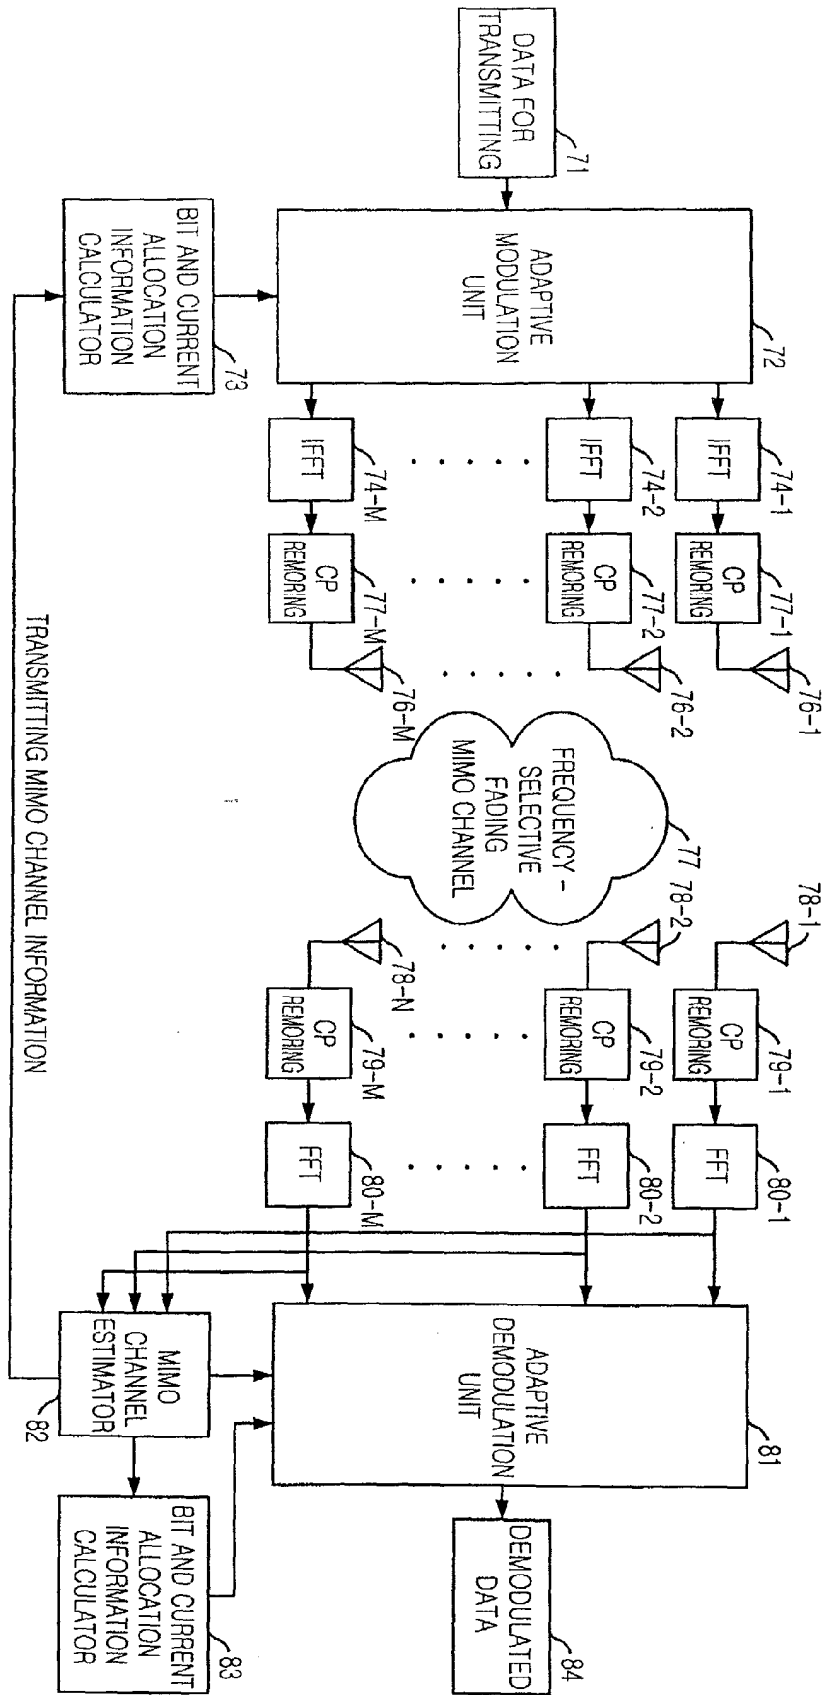 DATA FOR
TRANSMITTING
71
ADAPTIVE
MODULATION
UNIT
72
BIT AND CURRENT
ALLOCATION
INFORMATION
CALCULATOR
73
IFFT
74-1
IFFT
74-2
IFFT
74-M
CP
REMORING
77-1
CP
REMORING
77-2
CP
REMORING
77-M
76-1
76-2
76-M
FREQUENCY -
SELECTIVE
FADING
MIMO CHANNEL
77
78-1
78-2
78-N
CP
REMORING
79-1
CP
REMORING
79-2
CP
REMORING
79-M
FFT
80-1
FFT
80-2
FFT
80-M
ADAPTIVE
DEMODULATION
UNIT
81
MIMO
CHANNEL
ESTIMATOR
82
BIT AND CURRENT
ALLOCATION
INFORMATION
CALCULATOR
83
DEMODULATED
DATA
84
TRANSMITTING MIMO CHANNEL INFORMATION